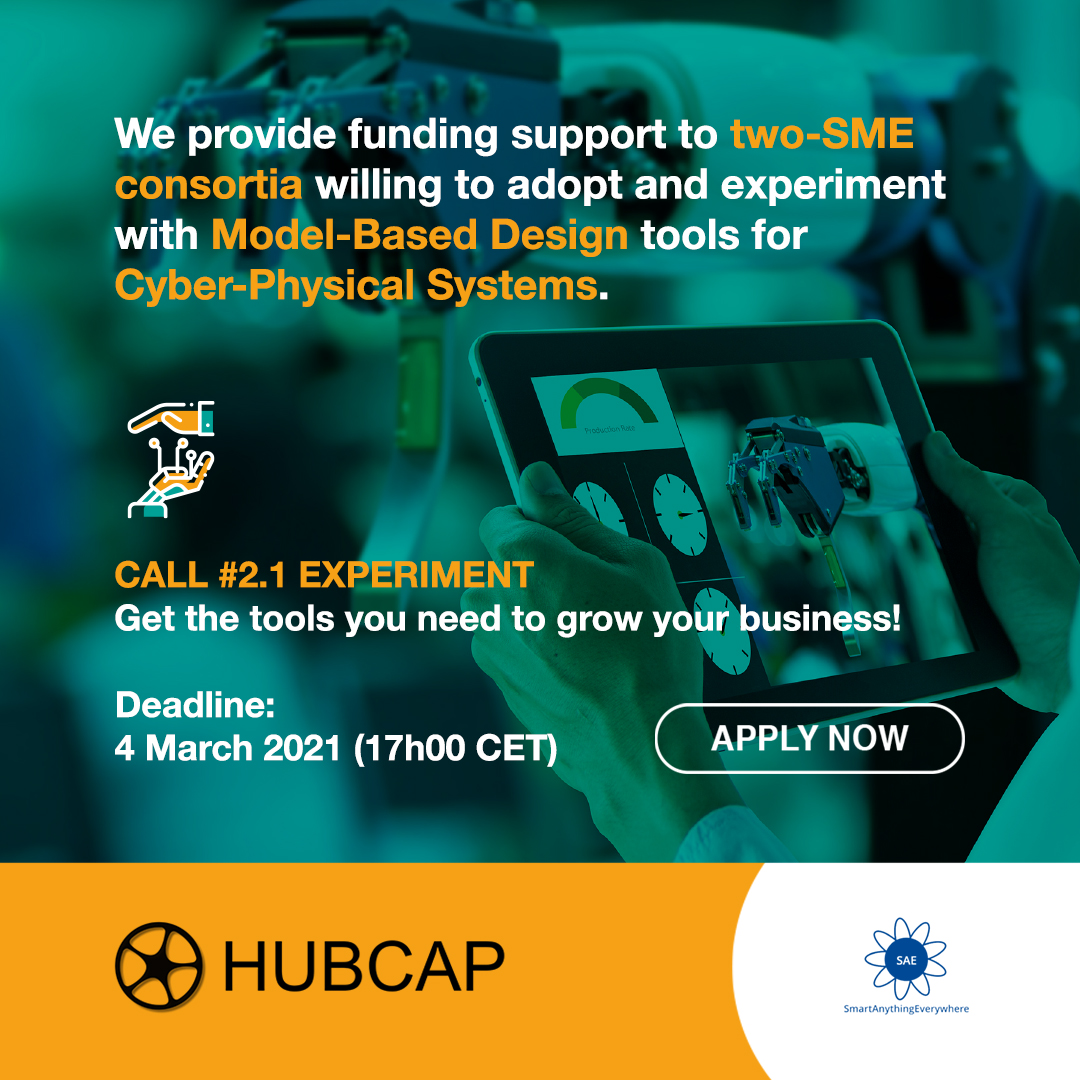 We provide funding support to two-SME
consortia willing to adopt and experiment
with Model-Based Design tools for
Cyber-Physical Systems.
Production Rate
CALL #2.1 EXPERIMENT
Get the tools you need to grow your business!
Deadline:
4 March 2021 (17h00 CET)
APPLY NOW
HUBCAP
SAE
SmartAnythingEverywhere